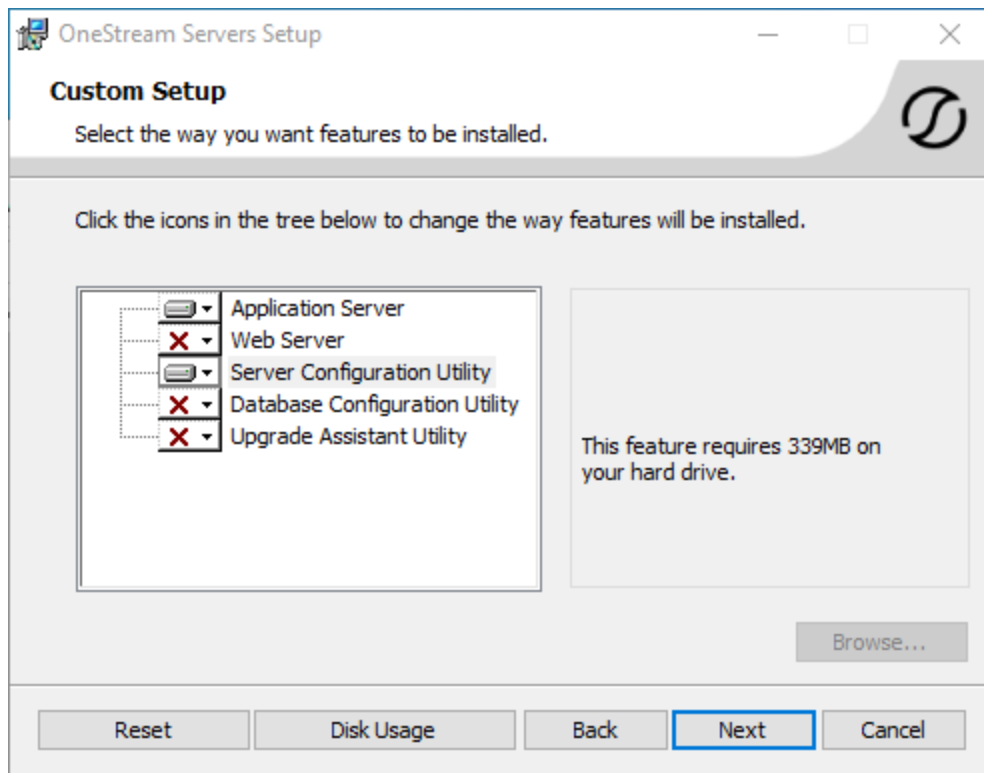 OneStream Servers Setup
Custom Setup
Select the way you want features to be installed.
Click the icons in the tree below to change the way features will be installed.
Application Server
Web Server
Server Configuration Utility
Database Configuration Utility
Upgrade Assistant Utility
This feature requires 339MB on
your hard drive.
Browse...
Reset
Disk Usage
Back
Next
Cancel